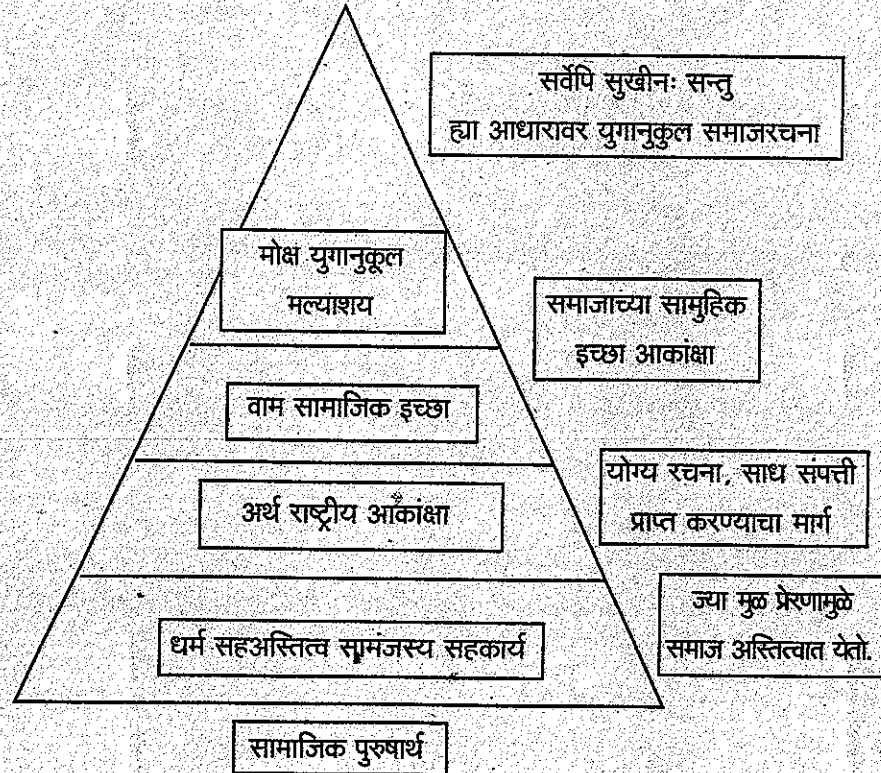 सर्वेपि सुखीनः सन्तु
ह्या आधारावर युगानुकुल समाजरचना
मोक्ष युगानुकूल
मल्याशय
समाजाच्या सामुहिक
इच्छा आकांक्षा
वाम सामाजिक इच्छा
योग्य रचना, साध संपत्ती
प्राप्त करण्याचा मार्ग
अर्थ राष्ट्रीय आकांक्षा
ज्या मुळ प्रेरणामुळे
समाज अस्तित्वात येतो.
धर्म सहअस्तित्व सामंजस्य सहकार्य
सामाजिक पुरुषार्थ